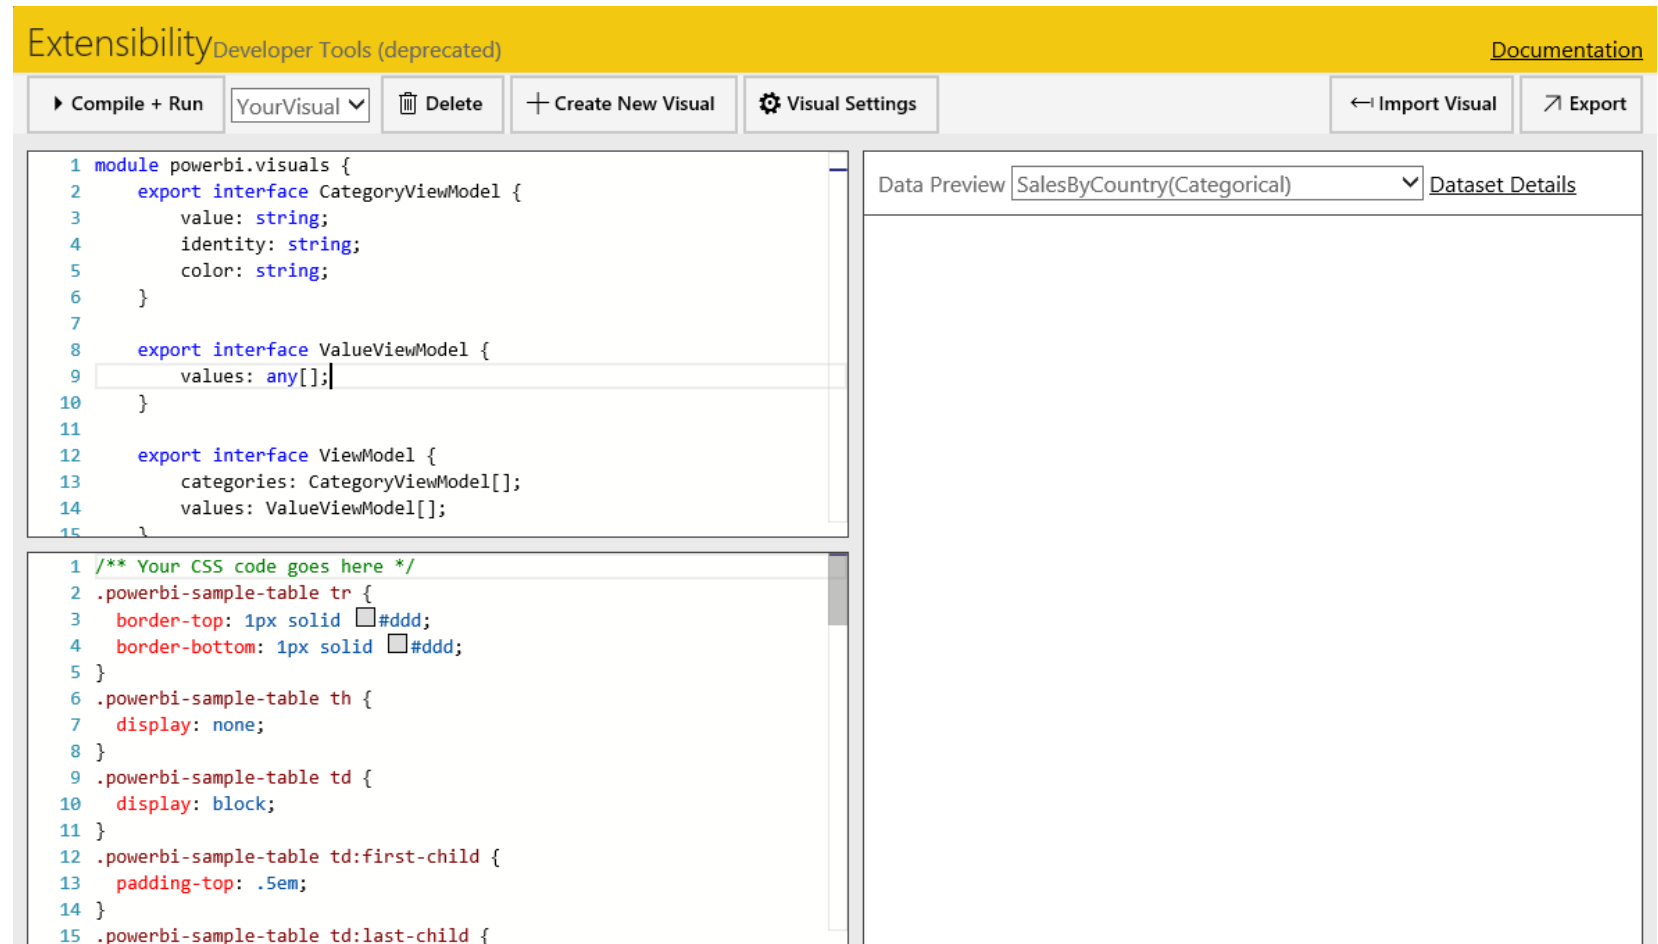 Extensibility Developer Tools (deprecated)
Documentation
Compile + Run YourVisual Delete Create New Visual Visual Settings Import Visual Export
1 module powerbi.visuals {
2 export interface CategoryViewModel {
3 value: string;
4 identity: string;
5 color: string;
6 }
7
8 export interface ValueViewModel {
9 values: any[];
10 }
11
12 export interface ViewModel {
13 categories: CategoryViewModel[];
14 values: ValueViewModel[];
15 }
1 /** Your CSS code goes here */
2 .powerbi-sample-table tr {
3 border-top: 1px solid #ddd;
4 border-bottom: 1px solid #ddd;
5 }
6 .powerbi-sample-table th {
7 display: none;
8 }
9 .powerbi-sample-table td {
10 display: block;
11 }
12 .powerbi-sample-table td:first-child {
13 padding-top: .5em;
14 }
15 .powerbi-sample-table td:last-child {
Data Preview SalesByCountry(Categorical) Dataset Details